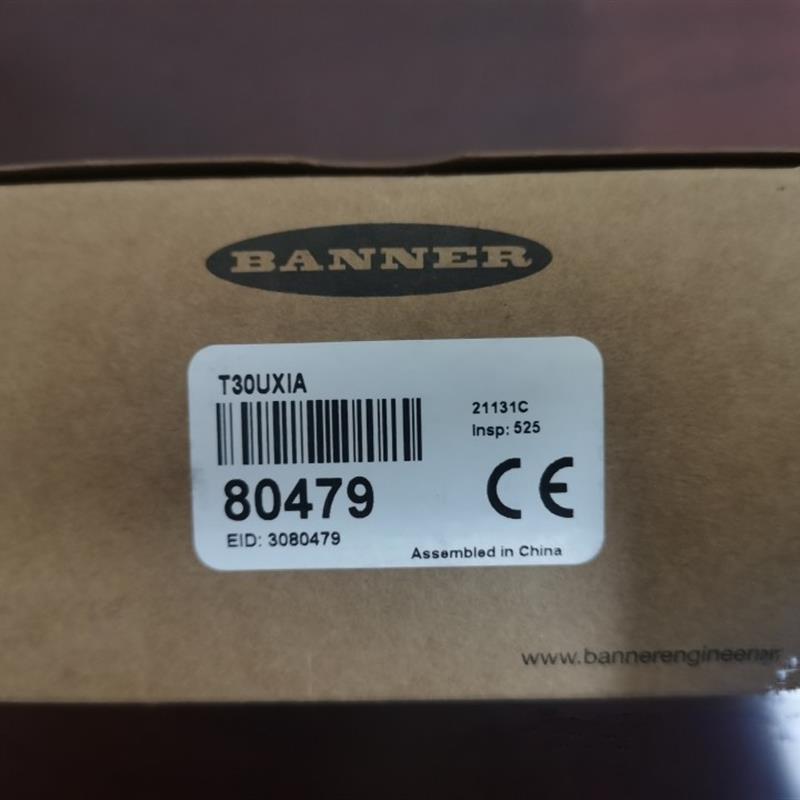 BANNER
T30UXIA
21131C
Insp: 525
80479
EID: 3080479
CE
Assembled in China